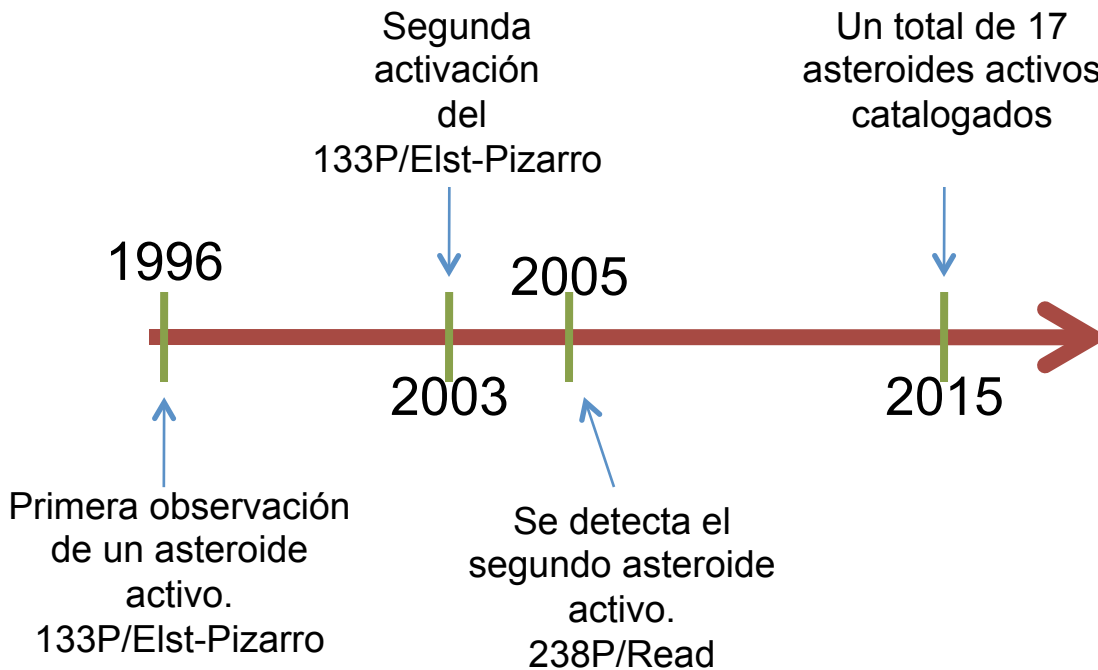 Segunda
activación
del
133P/Elst-Pizarro
Un total de 17
asteroides activos
catalogados
1996
2005
2003
2015
Primera observación
de un asteroide
activo.
133P/Elst-Pizarro
Se detecta el
segundo asteroide
activo.
238P/Read